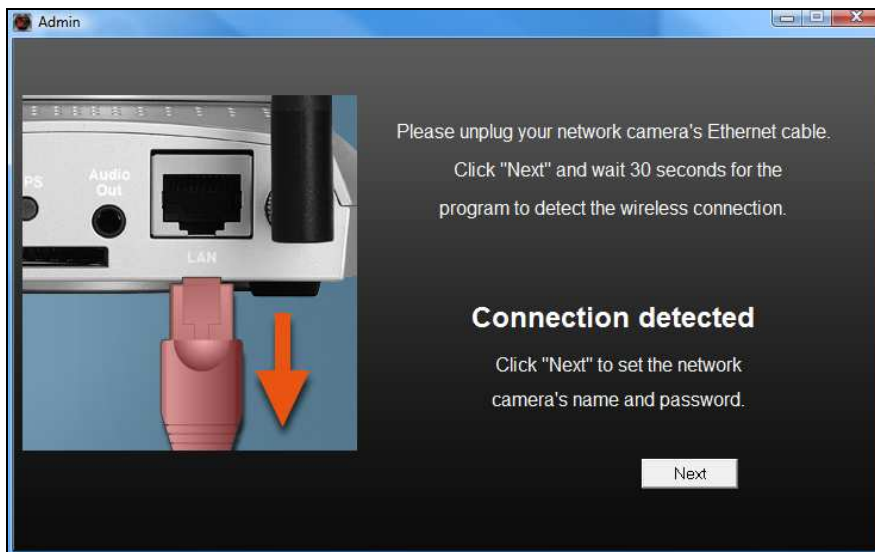 Admin
PS
Audio
Out
LAN
Please unplug your network camera's Ethernet cable.
Click "Next" and wait 30 seconds for the
program to detect the wireless connection.
Connection detected
Click "Next" to set the network
camera's name and password.
Next